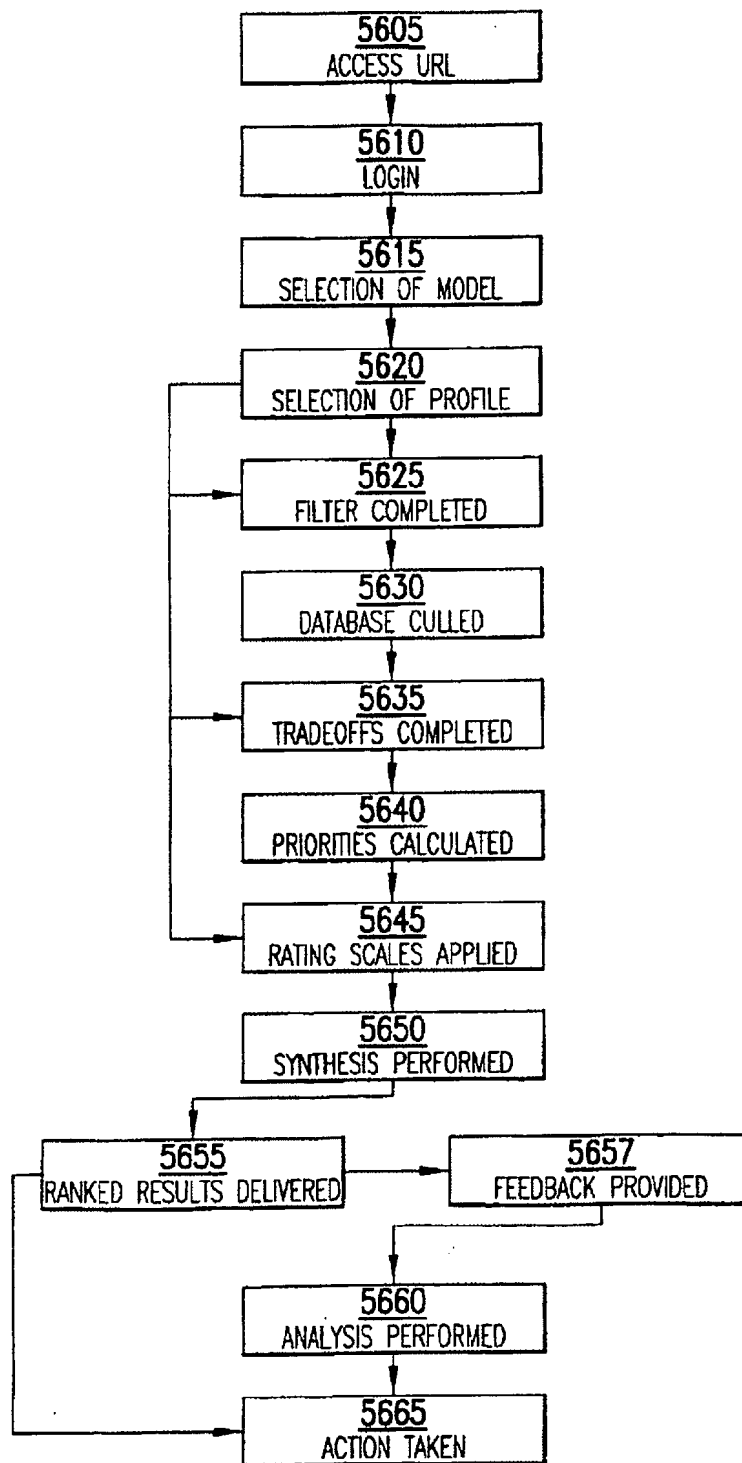 5605
ACCESS URL
5610
LOGIN
5615
SELECTION OF MODEL
5620
SELECTION OF PROFILE
5625
FILTER COMPLETED
5630
DATABASE CULLED
5635
TRADEOFFS COMPLETED
5640
PRIORITIES CALCULATED
5645
RATING SCALES APPLIED
5650
SYNTHESIS PERFORMED
5655
RANKED RESULTS DELIVERED
5657
FEEDBACK PROVIDED
5660
ANALYSIS PERFORMED
5665
ACTION TAKEN